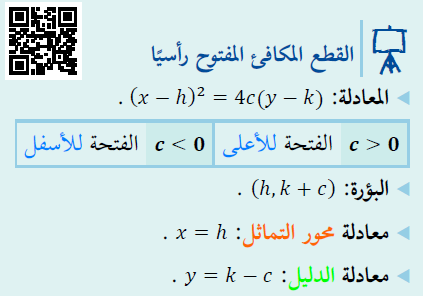 القطع المكافئ المفتوح رأسيًا
المعادلة: (x − h)² = 4c(y − k) .
c > 0 الفتحة للأعلى c < 0 الفتحة للأسفل
البؤرة: (h, k + c) .
معادلة محور التماثل: x = h .
معادلة الدليل: y = k − c .